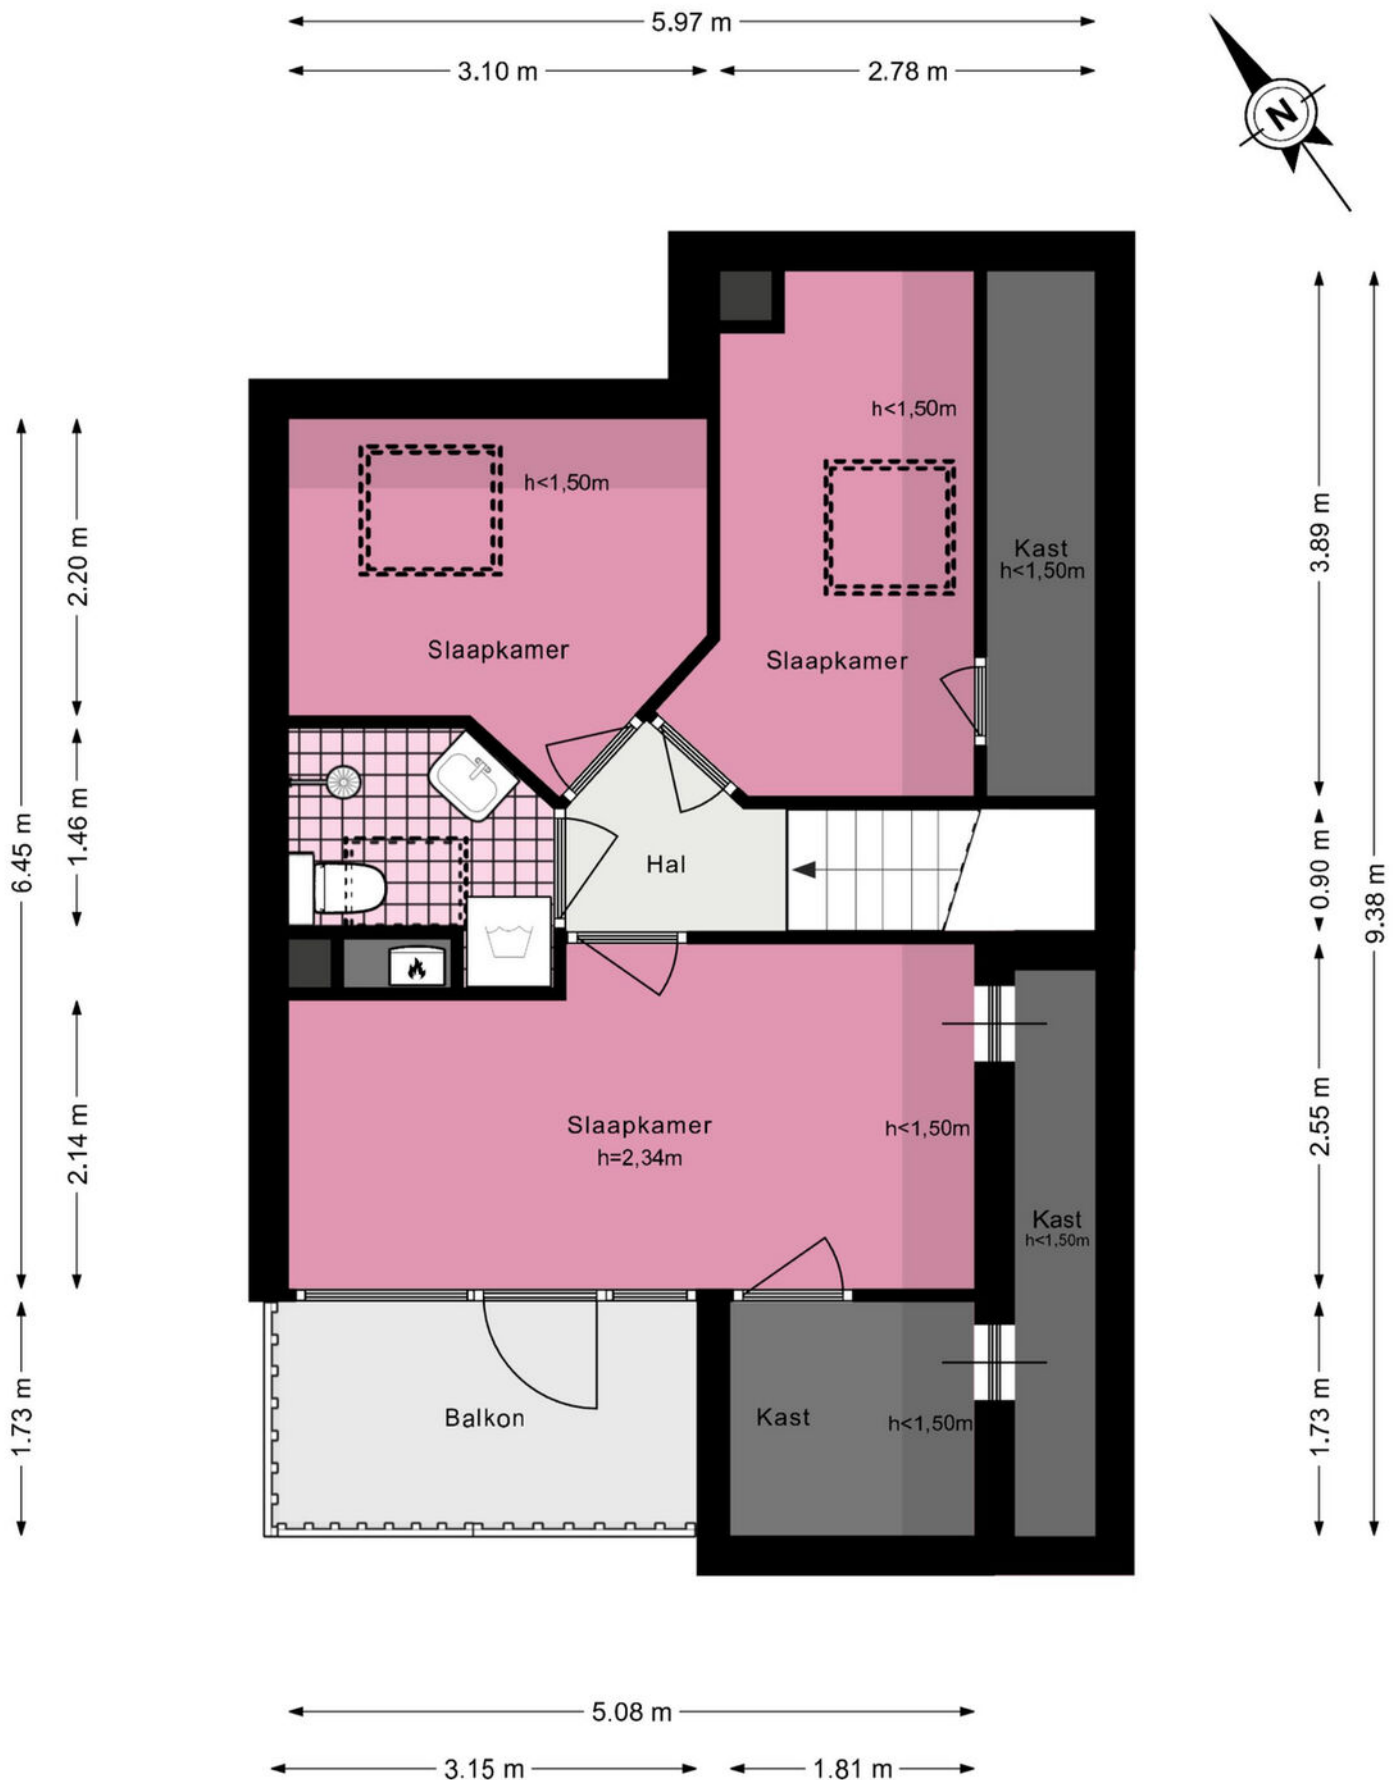 5.97 m
3.10 m
2.78 m
N
h<1,50m
h<1,50m
Kast
h<1,50m
Slaapkamer
Slaapkamer
2.20 m
3.89 m
1.46 m
6.45 m
Hal
0.90 m
9.38 m
Slaapkamer
h=2,34m
h<1,50m
2.14 m
2.55 m
Kast
h<1,50m
Balkon
Kast
h<1,50m
1.73 m
1.73 m
5.08 m
3.15 m
1.81 m